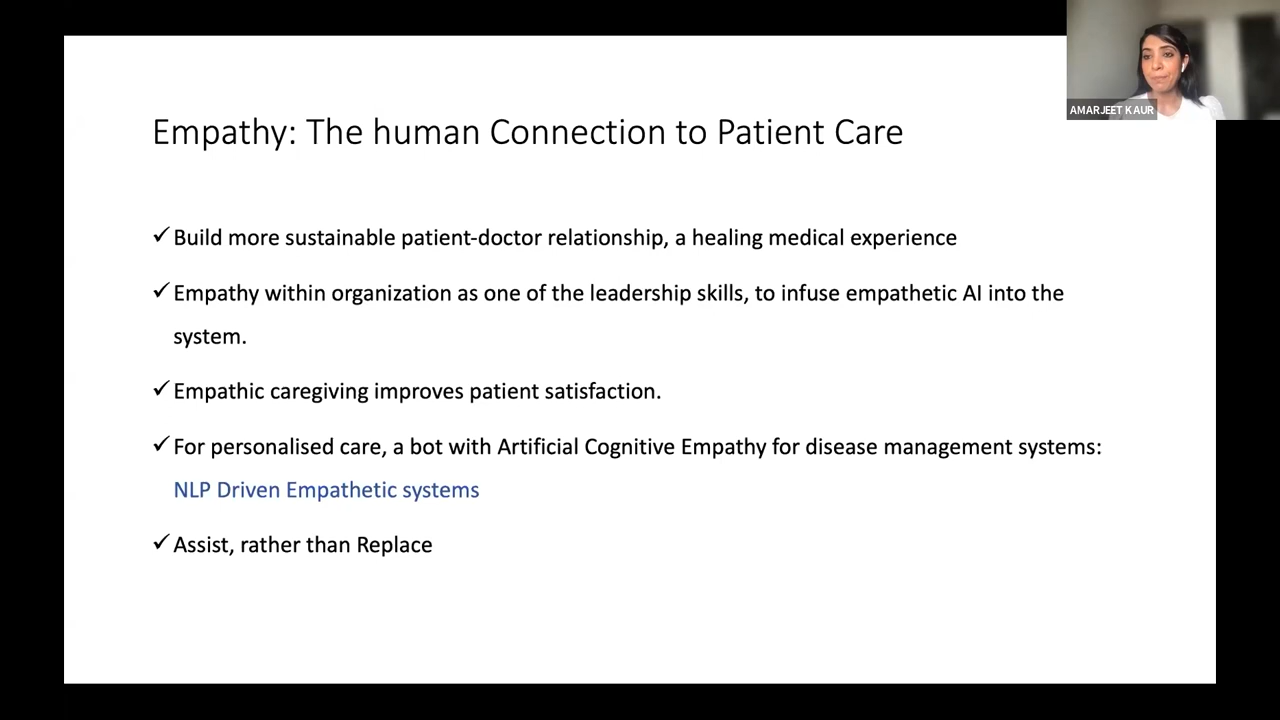 AMARJEET KAUR
Empathy: The human Connection to Patient Care
✓ Build more sustainable patient-doctor relationship, a healing medical experience
✓ Empathy within organization as one of the leadership skills, to infuse empathetic AI into the
system.
✓ Empathic caregiving improves patient satisfaction.
✓ For personalised care, a bot with Artificial Cognitive Empathy for disease management systems:
NLP Driven Empathetic systems
✓ Assist, rather than Replace